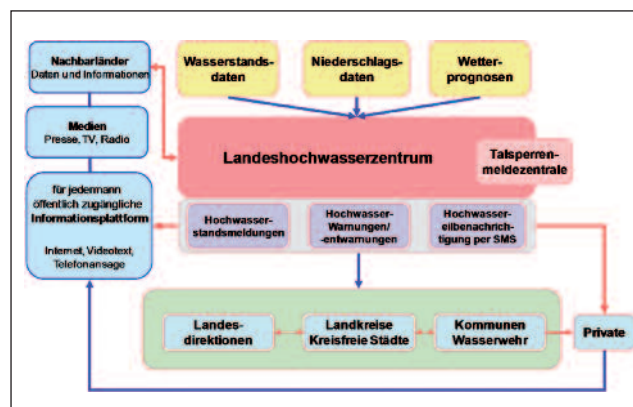 Nachbarländer
Daten und Informationen
Medien
Presse, TV, Radio
für jedermann
öffentlich zugängliche
Informationsplattform
Internet, Videotext,
Telefonansage
Wasserstands-
daten
Niederschlags-
daten
Wetter-
prognosen
Landeshochwasserzentrum
Talsperren-
meldezentrale
Hochwasser-
standsmeldungen
Hochwasser-
Warnungen/
-entwarnungen
Hochwasser-
eilbenachrich-
tigung per SMS
Landes-
direktionen
Landkreise
Kreisfreie Städte
Kommunen
Wasserwehr
Private